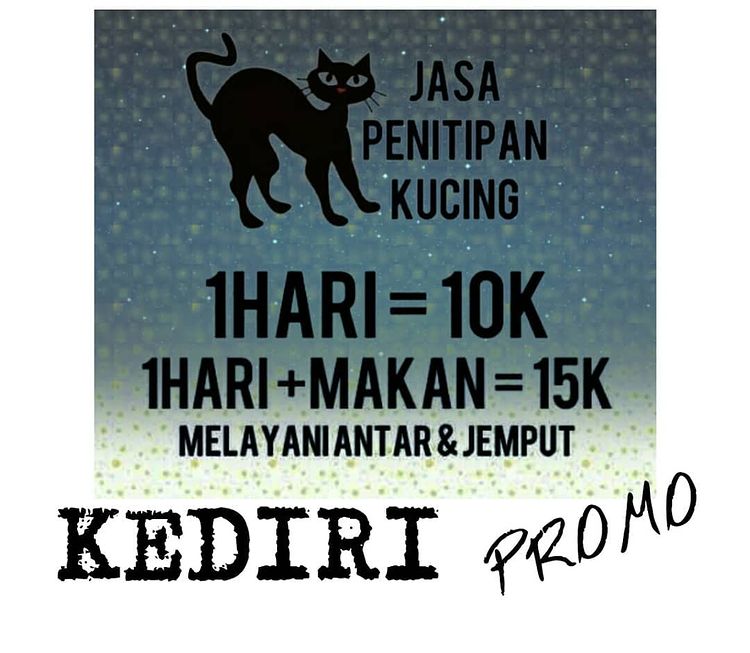 JASA
PENITIPAN
KUCING
1HARI = 10K
1HARI + MAKAN = 15K
MELAYANI ANTAR & JEMPUT
KEDIRI PROMO